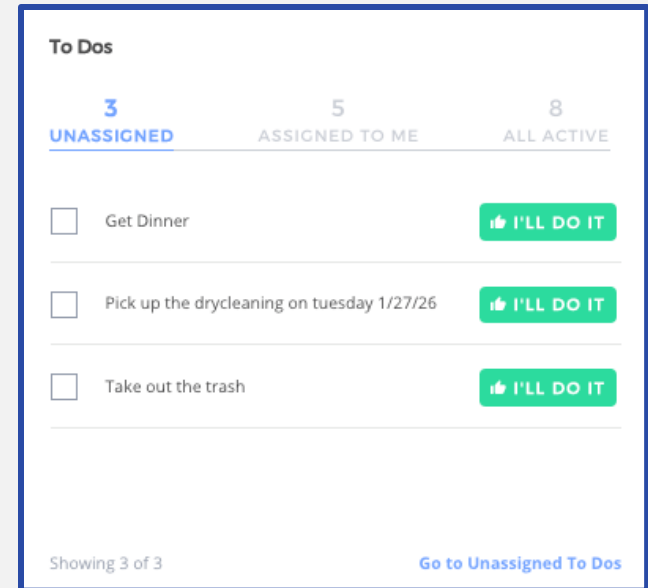 To Dos
3 5 8
UNASSIGNED ASSIGNED TO ME ALL ACTIVE
Get Dinner I'LL DO IT
Pick up the drycleaning on tuesday 1/27/26 I'LL DO IT
Take out the trash I'LL DO IT
Showing 3 of 3 Go to Unassigned To Dos